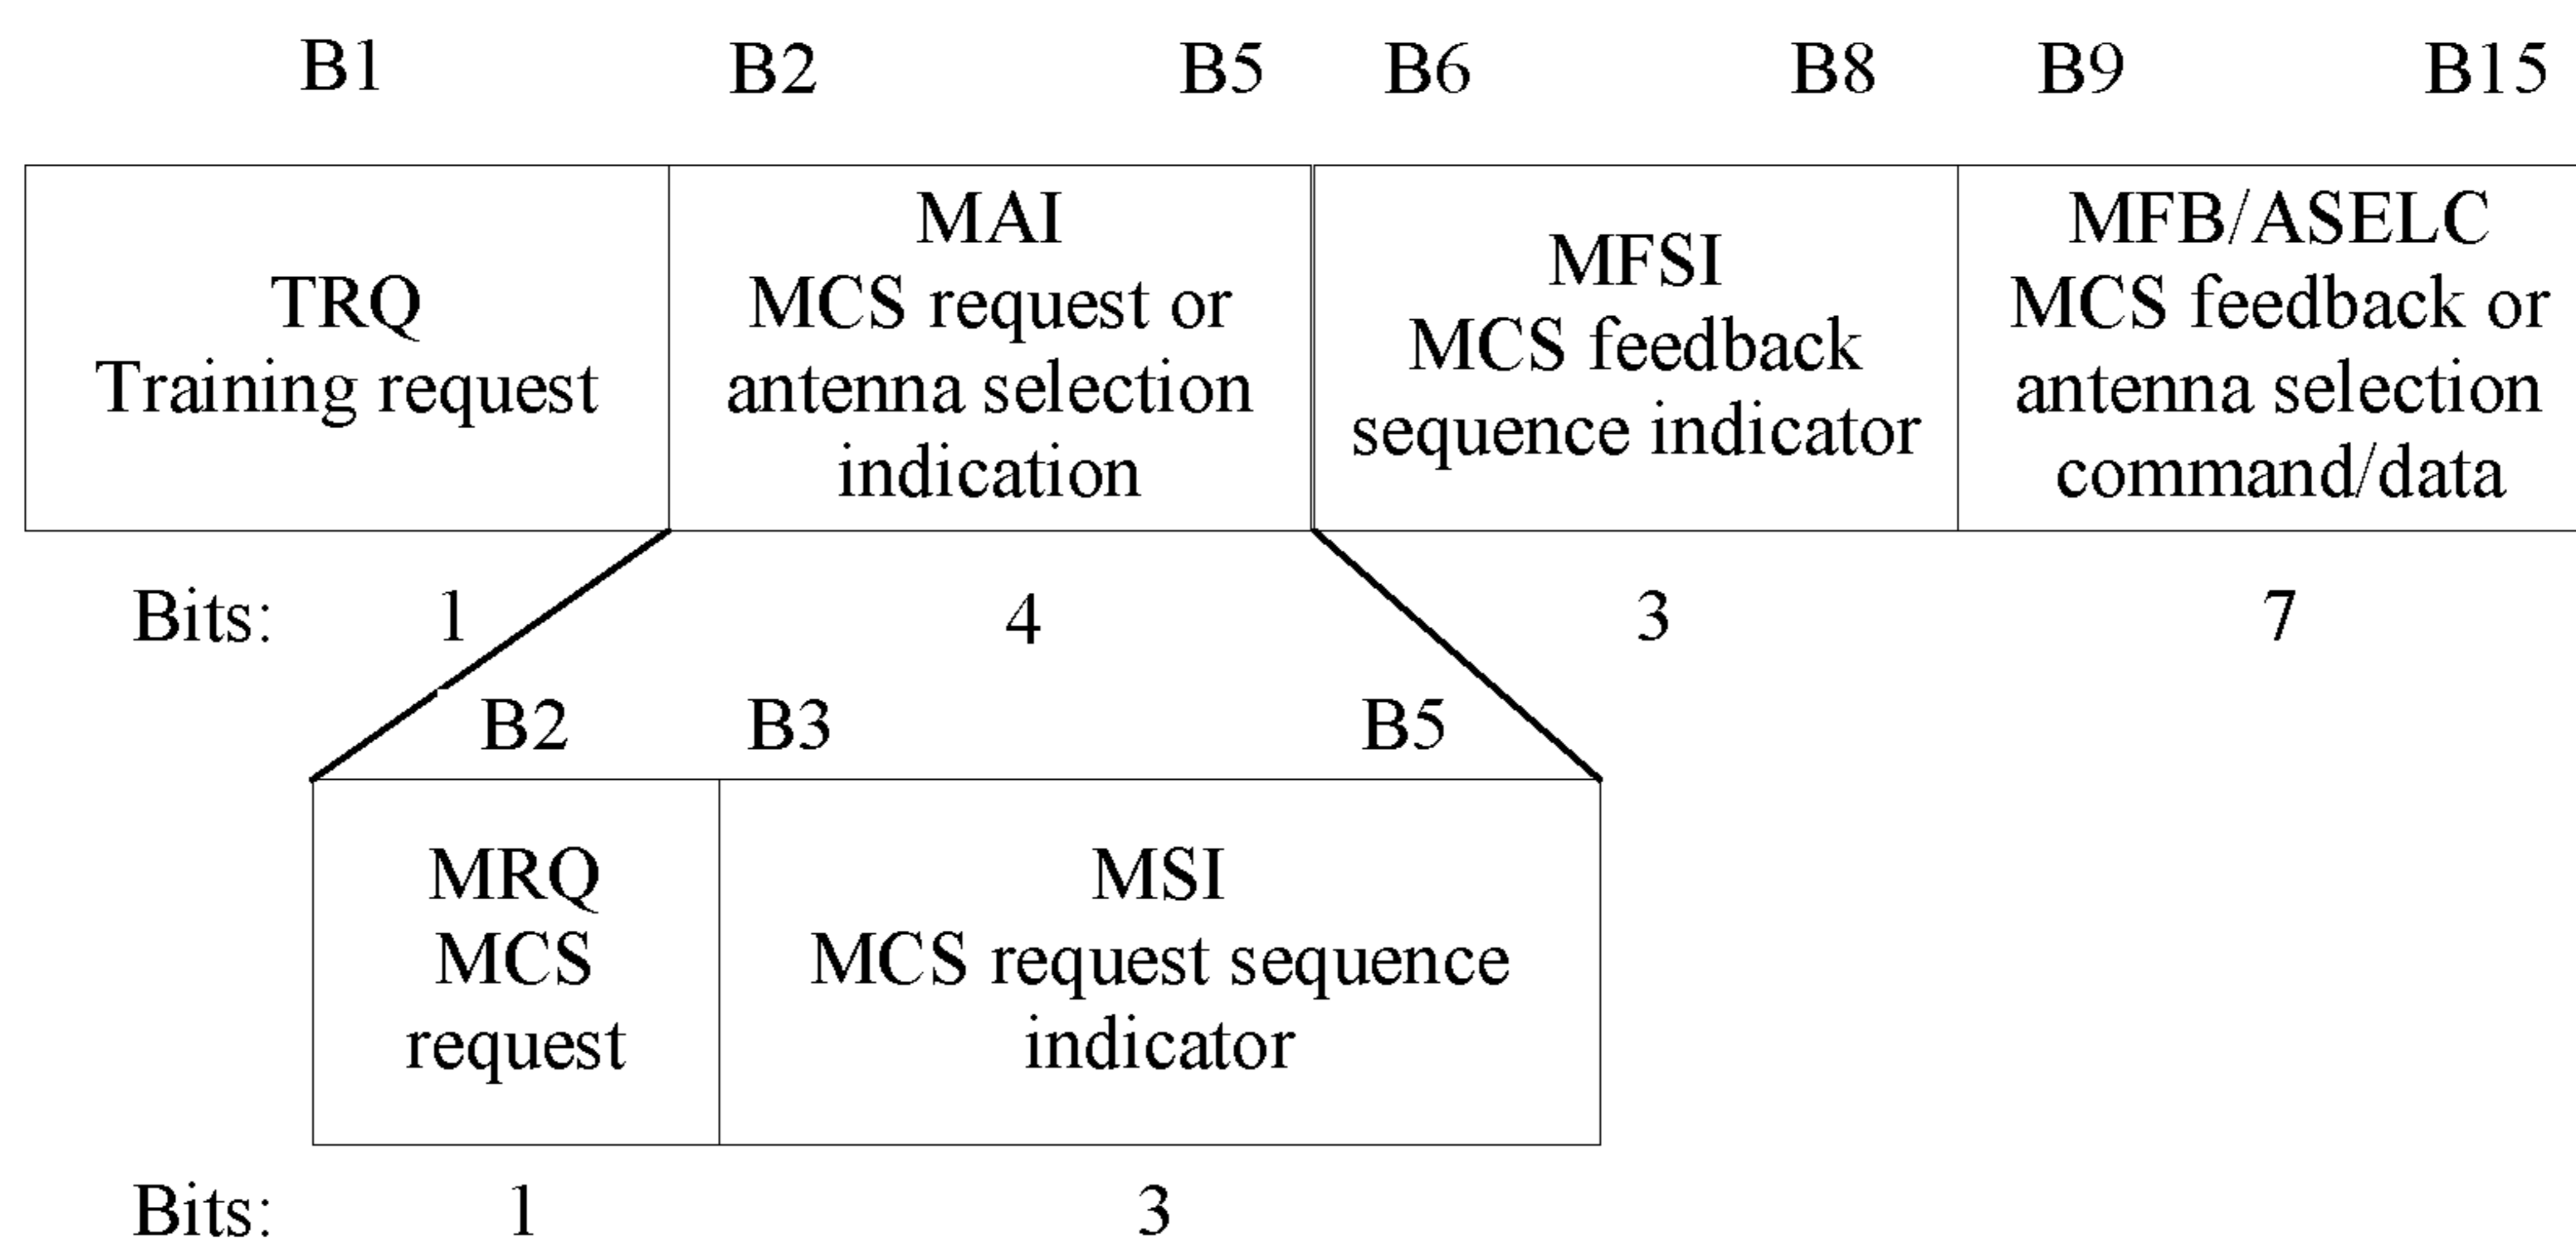 B1 B2 B5 B6 B8 B9 B15
TRQ
Training request
MAI
MCS request or
antenna selection
indication
MFSI
MCS feedback
sequence indicator
MFB/ASELC
MCS feedback or
antenna selection
command/data
Bits: 1 4 3 7
B2 B3 B5
MRQ
MCS
request
MSI
MCS request sequence
indicator
Bits: 1 3